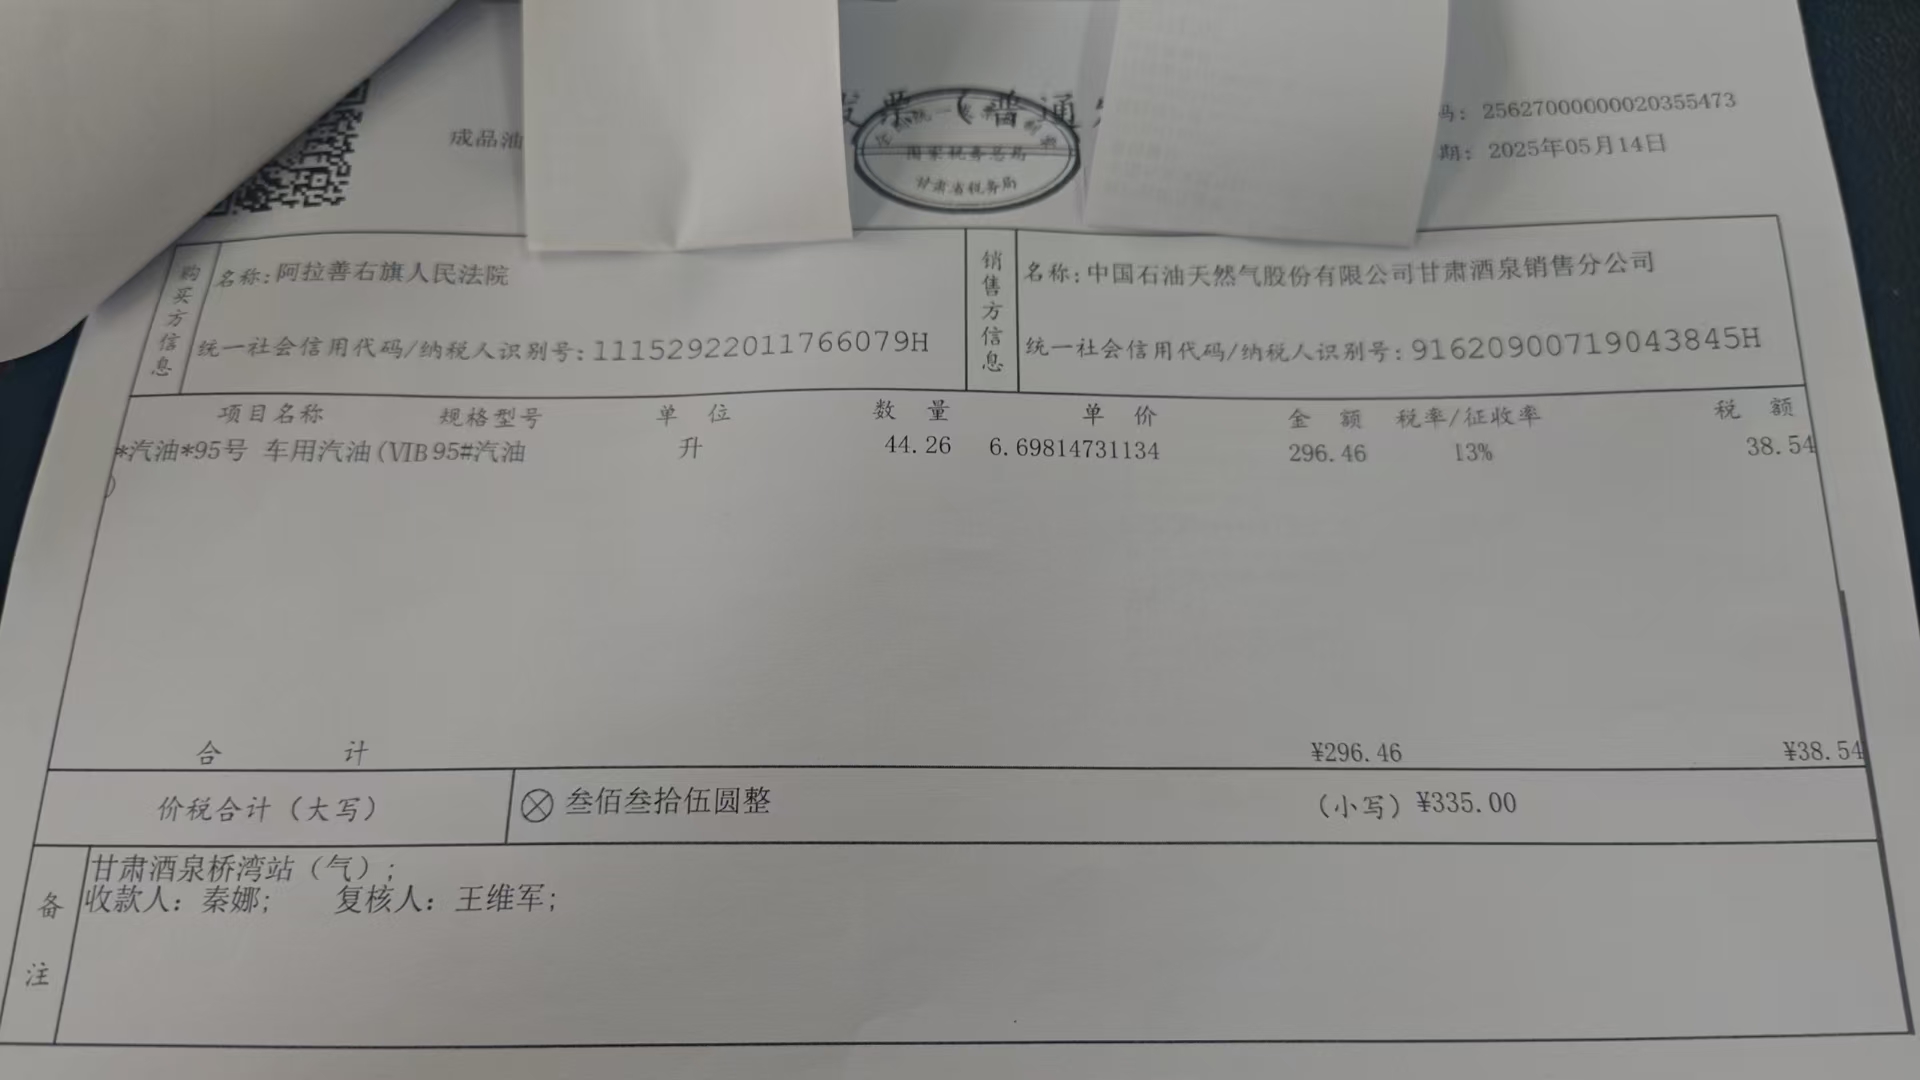 成品油
发票（普通
国家税务总局
甘肃省税务局
码: 25627000000020355473
期: 2025年05月14日
购买方信息
名称: 阿拉善右旗人民法院
统一社会信用代码/纳税人识别号: 11152922011766079H
销售方信息
名称: 中国石油天然气股份有限公司甘肃酒泉销售分公司
统一社会信用代码/纳税人识别号: 91620900719043845H
项目名称 规格型号 单 位 数 量 单 价 金 额 税率/征收率 税 额
*汽油*95号 车用汽油(VIB 95#汽油 升 44.26 6.69814731134 296.46 13% 38.54
)
合 计 ¥296.46 ¥38.54
价税合计（大写） ⊗ 叁佰叁拾伍圆整 （小写）¥335.00
备注
甘肃酒泉桥湾站（气）;
收款人: 秦娜; 复核人: 王维军;